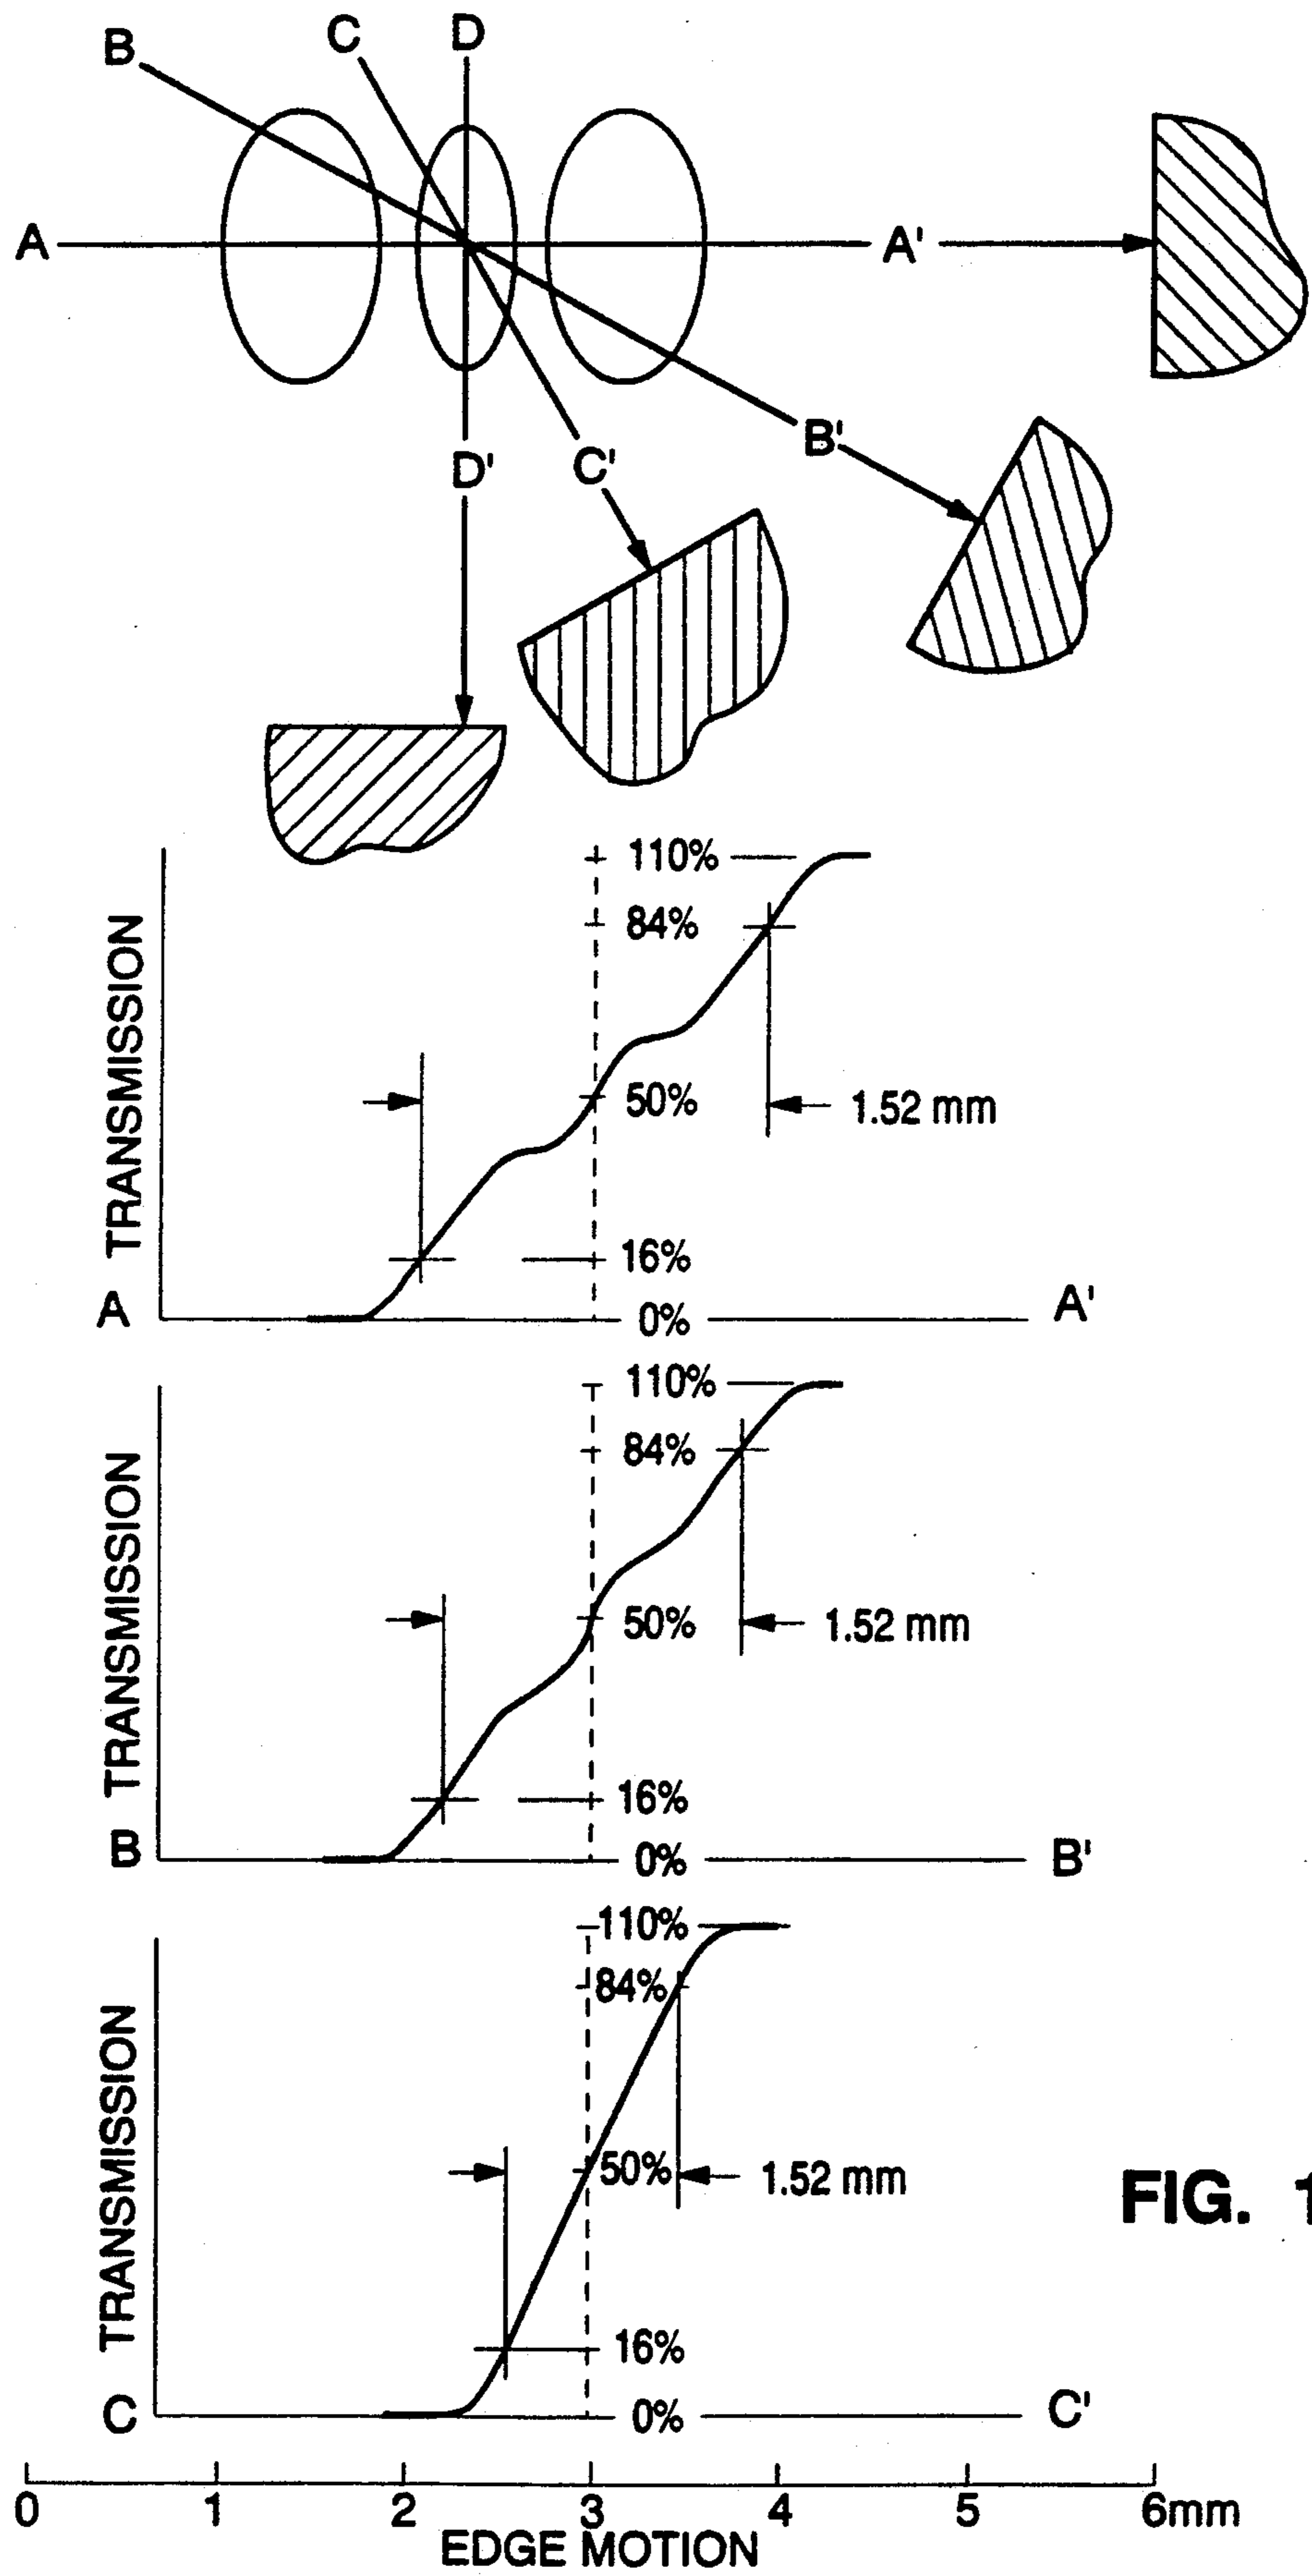 B C D
A A'
B'
D' C'
110%
84%
TRANSMISSION
50% 1.52 mm
16%
A 0% A'
110%
84%
TRANSMISSION
50% 1.52 mm
16%
B 0% B'
110%
84%
TRANSMISSION
50% 1.52 mm
FIG. 1
16%
C 0% C'
0 1 2 3 4 5 6mm
EDGE MOTION